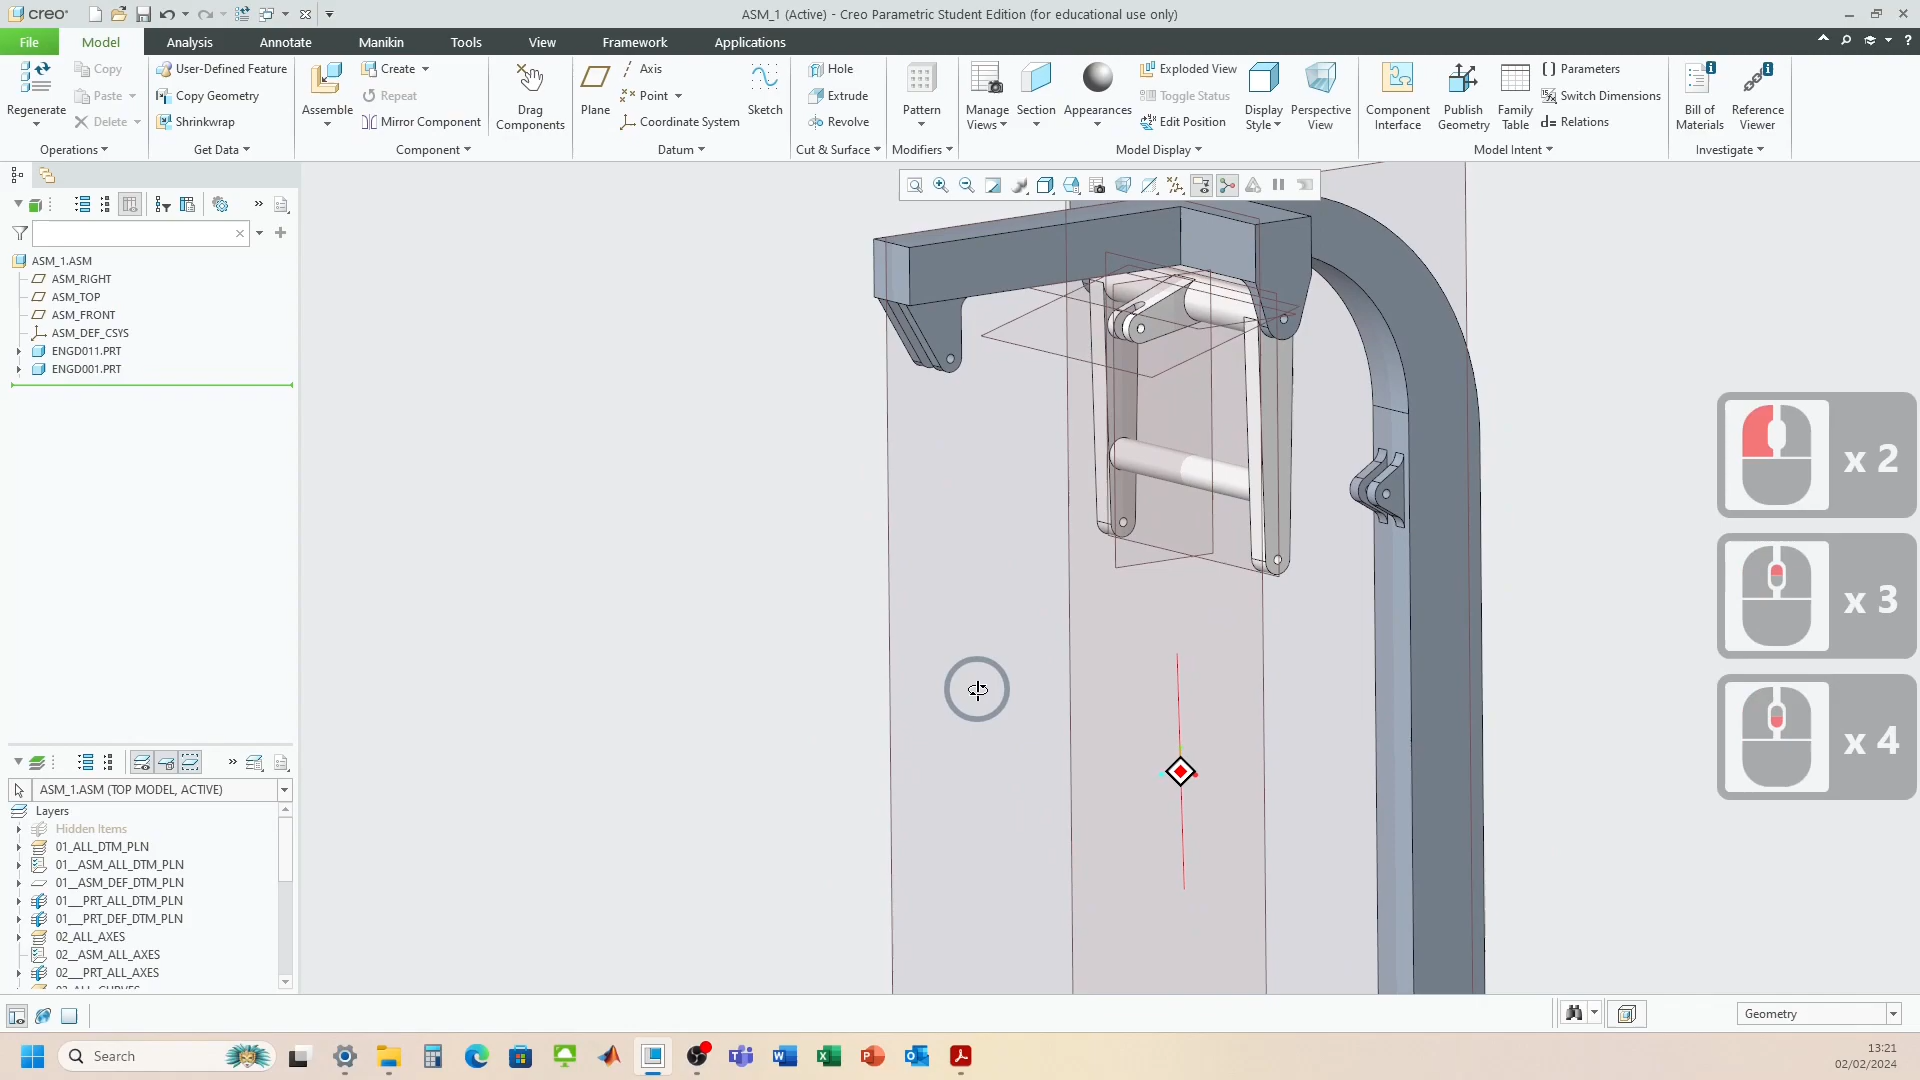 creo
ASM_1 (Active) - Creo Parametric Student Edition (for educational use only)
File
Model
Analysis
Annotate
Manikin
Tools
View
Framework
Applications
Regenerate
Copy
Paste
Delete
Operations
User-Defined Feature
Copy Geometry
Shrinkwrap
Get Data
Assemble
Create
Repeat
Mirror Component
Component
Drag
Components
Plane
Axis
Point
Coordinate System
Sketch
Datum
Hole
Extrude
Revolve
Cut & Surface
Pattern
Modifiers
Manage
Views
Section
Appearances
Exploded View
Toggle Status
Edit Position
Display
Style
Perspective
View
Model Display
Component
Interface
Publish
Geometry
Family
Table
Parameters
Switch Dimensions
Relations
Model Intent
Bill of
Materials
Reference
Viewer
Investigate
ASM_1.ASM
ASM_RIGHT
ASM_TOP
ASM_FRONT
ASM_DEF_CSYS
ENGD011.PRT
ENGD001.PRT
ASM_1.ASM (TOP MODEL, ACTIVE)
Layers
Hidden Items
01_ALL_DTM_PLN
01__ASM_ALL_DTM_PLN
01__ASM_DEF_DTM_PLN
01___PRT_ALL_DTM_PLN
01___PRT_DEF_DTM_PLN
02_ALL_AXES
02__ASM_ALL_AXES
02___PRT_ALL_AXES
x 2
x 3
x 4
Geometry
Search
13:21
02/02/2024